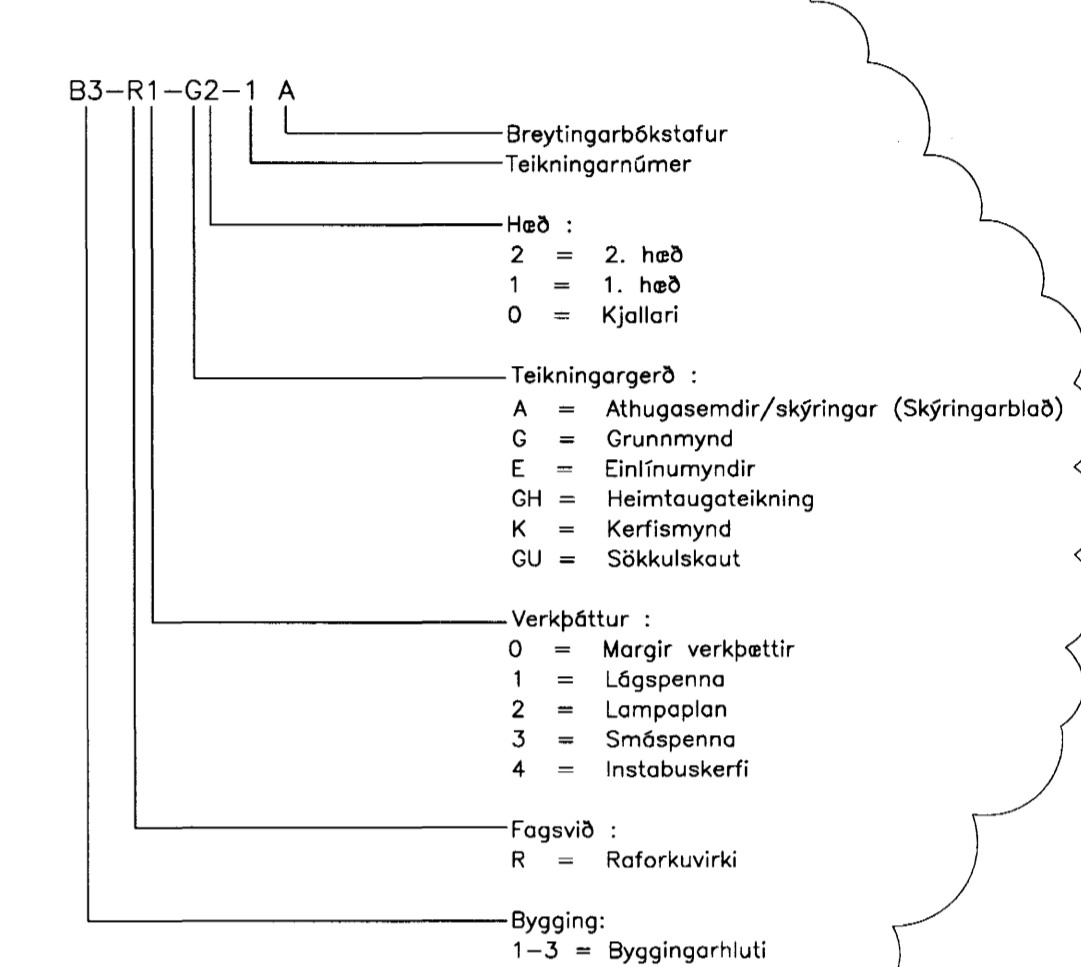 B3-R1-G2-1 A
Breytingarbókstafur
Teikningarnúmer
Hæð :
2 = 2. hæð
1 = 1. hæð
0 = Kjallari
Teikningargerð :
A = Athugasemdir/skýringar (Skýringarblað)
G = Grunnmynd
E = Einlínumyndir
GH = Heimtaugateikning
K = Kerfismynd
GU = Sökkulskaut
Verkþáttur :
0 = Margir verkþættir
1 = Lágspenna
2 = Lampaplan
3 = Smáspenna
4 = Instabuskerfi
Fagsvið :
R = Raforkuvirki
Bygging:
1-3 = Byggingarhluti